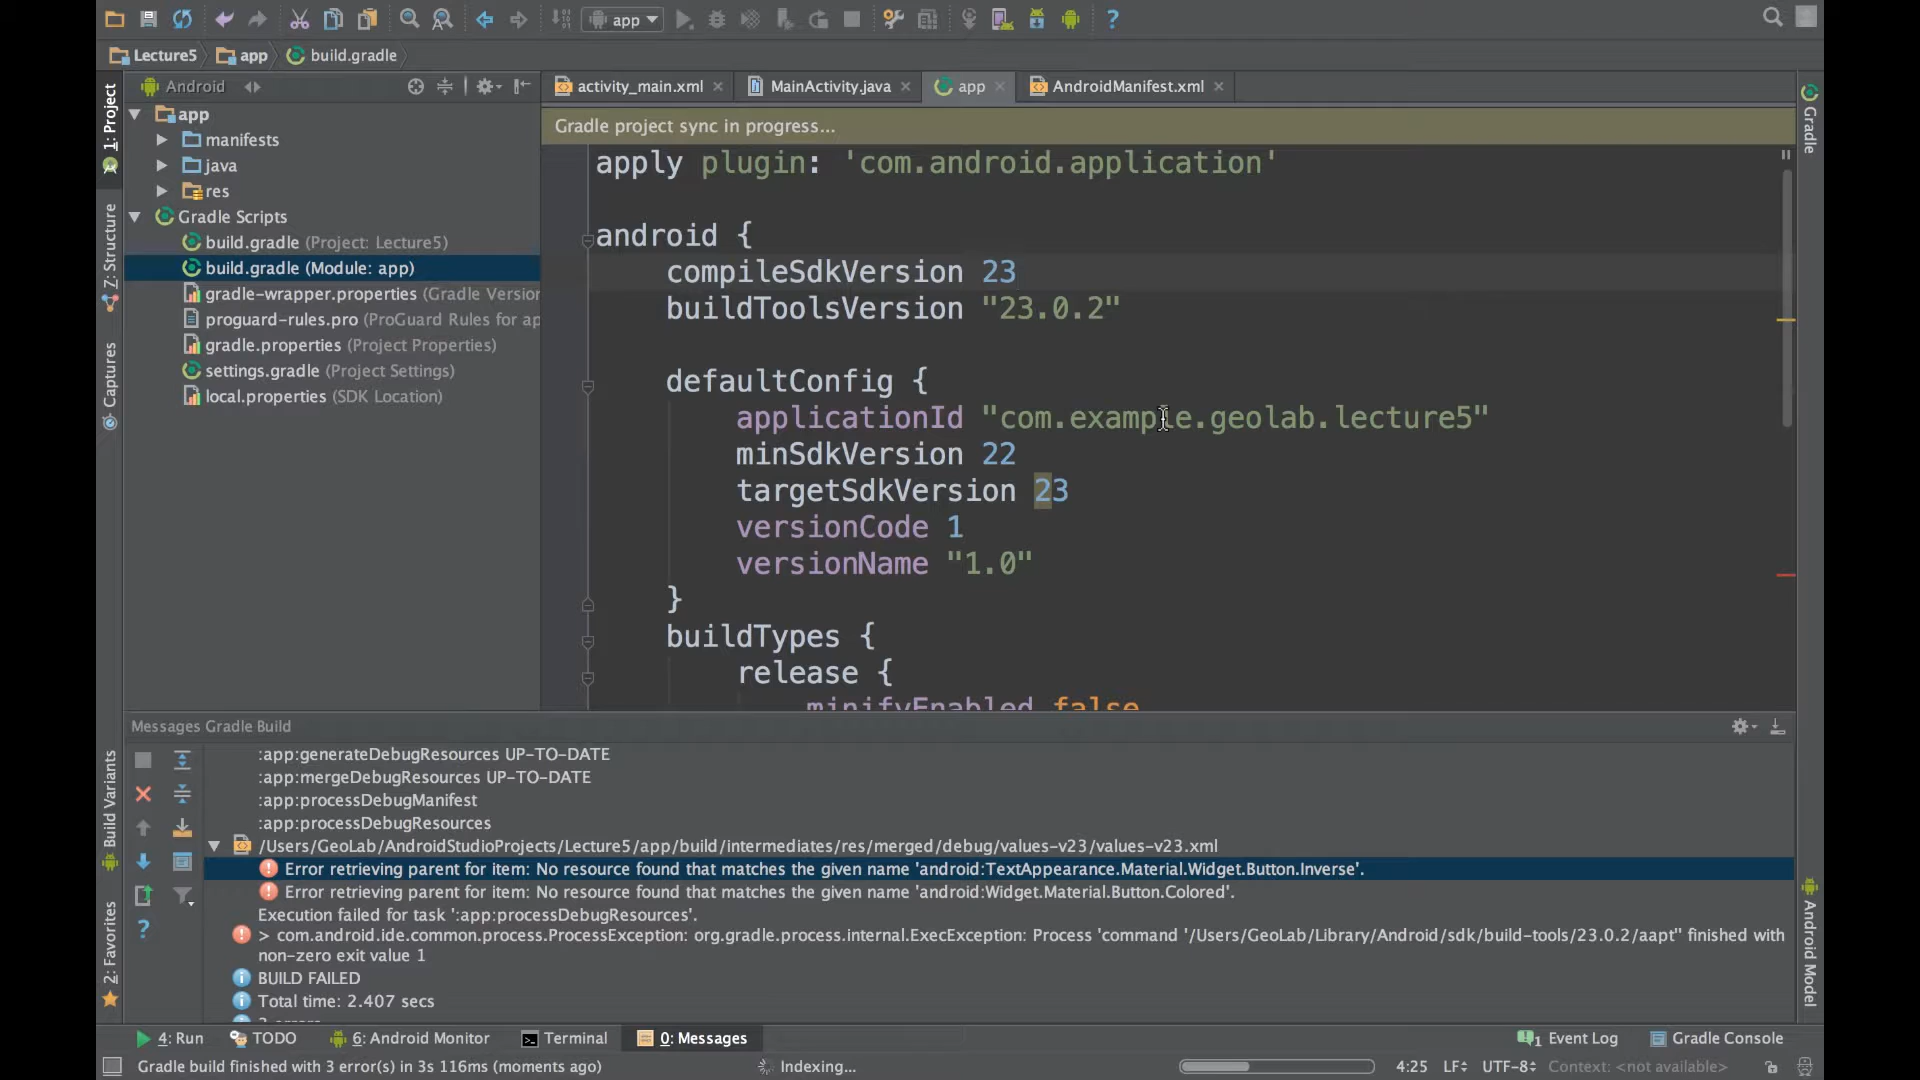 app
Lecture5
app
build.gradle
Android
activity_main.xml
MainActivity.java
app
AndroidManifest.xml
1: Project
Z: Structure
Captures
Build Variants
2: Favorites
Gradle
Android Model
app
manifests
java
res
Gradle Scripts
build.gradle (Project: Lecture5)
build.gradle (Module: app)
gradle-wrapper.properties (Gradle Version
proguard-rules.pro (ProGuard Rules for ap
gradle.properties (Project Properties)
settings.gradle (Project Settings)
local.properties (SDK Location)
Gradle project sync in progress...
apply plugin: 'com.android.application'
android {
compileSdkVersion 23
buildToolsVersion "23.0.2"
defaultConfig {
applicationId "com.example.geolab.lecture5"
minSdkVersion 22
targetSdkVersion 23
versionCode 1
versionName "1.0"
}
buildTypes {
release {
minifyEnabled false
Messages Gradle Build
:app:generateDebugResources UP-TO-DATE
:app:mergeDebugResources UP-TO-DATE
:app:processDebugManifest
:app:processDebugResources
/Users/GeoLab/AndroidStudioProjects/Lecture5/app/build/intermediates/res/merged/debug/values-v23/values-v23.xml
Error retrieving parent for item: No resource found that matches the given name 'android:TextAppearance.Material.Widget.Button.Inverse'.
Error retrieving parent for item: No resource found that matches the given name 'android:Widget.Material.Button.Colored'.
Execution failed for task ':app:processDebugResources'.
> com.android.ide.common.process.ProcessException: org.gradle.process.internal.ExecException: Process 'command '/Users/GeoLab/Library/Android/sdk/build-tools/23.0.2/aapt'' finished with
non-zero exit value 1
BUILD FAILED
Total time: 2.407 secs
4: Run
TODO
6: Android Monitor
Terminal
0: Messages
1 Event Log
Gradle Console
Gradle build finished with 3 error(s) in 3s 116ms (moments ago)
Indexing...
4:25 LF UTF-8 Context: <not available>